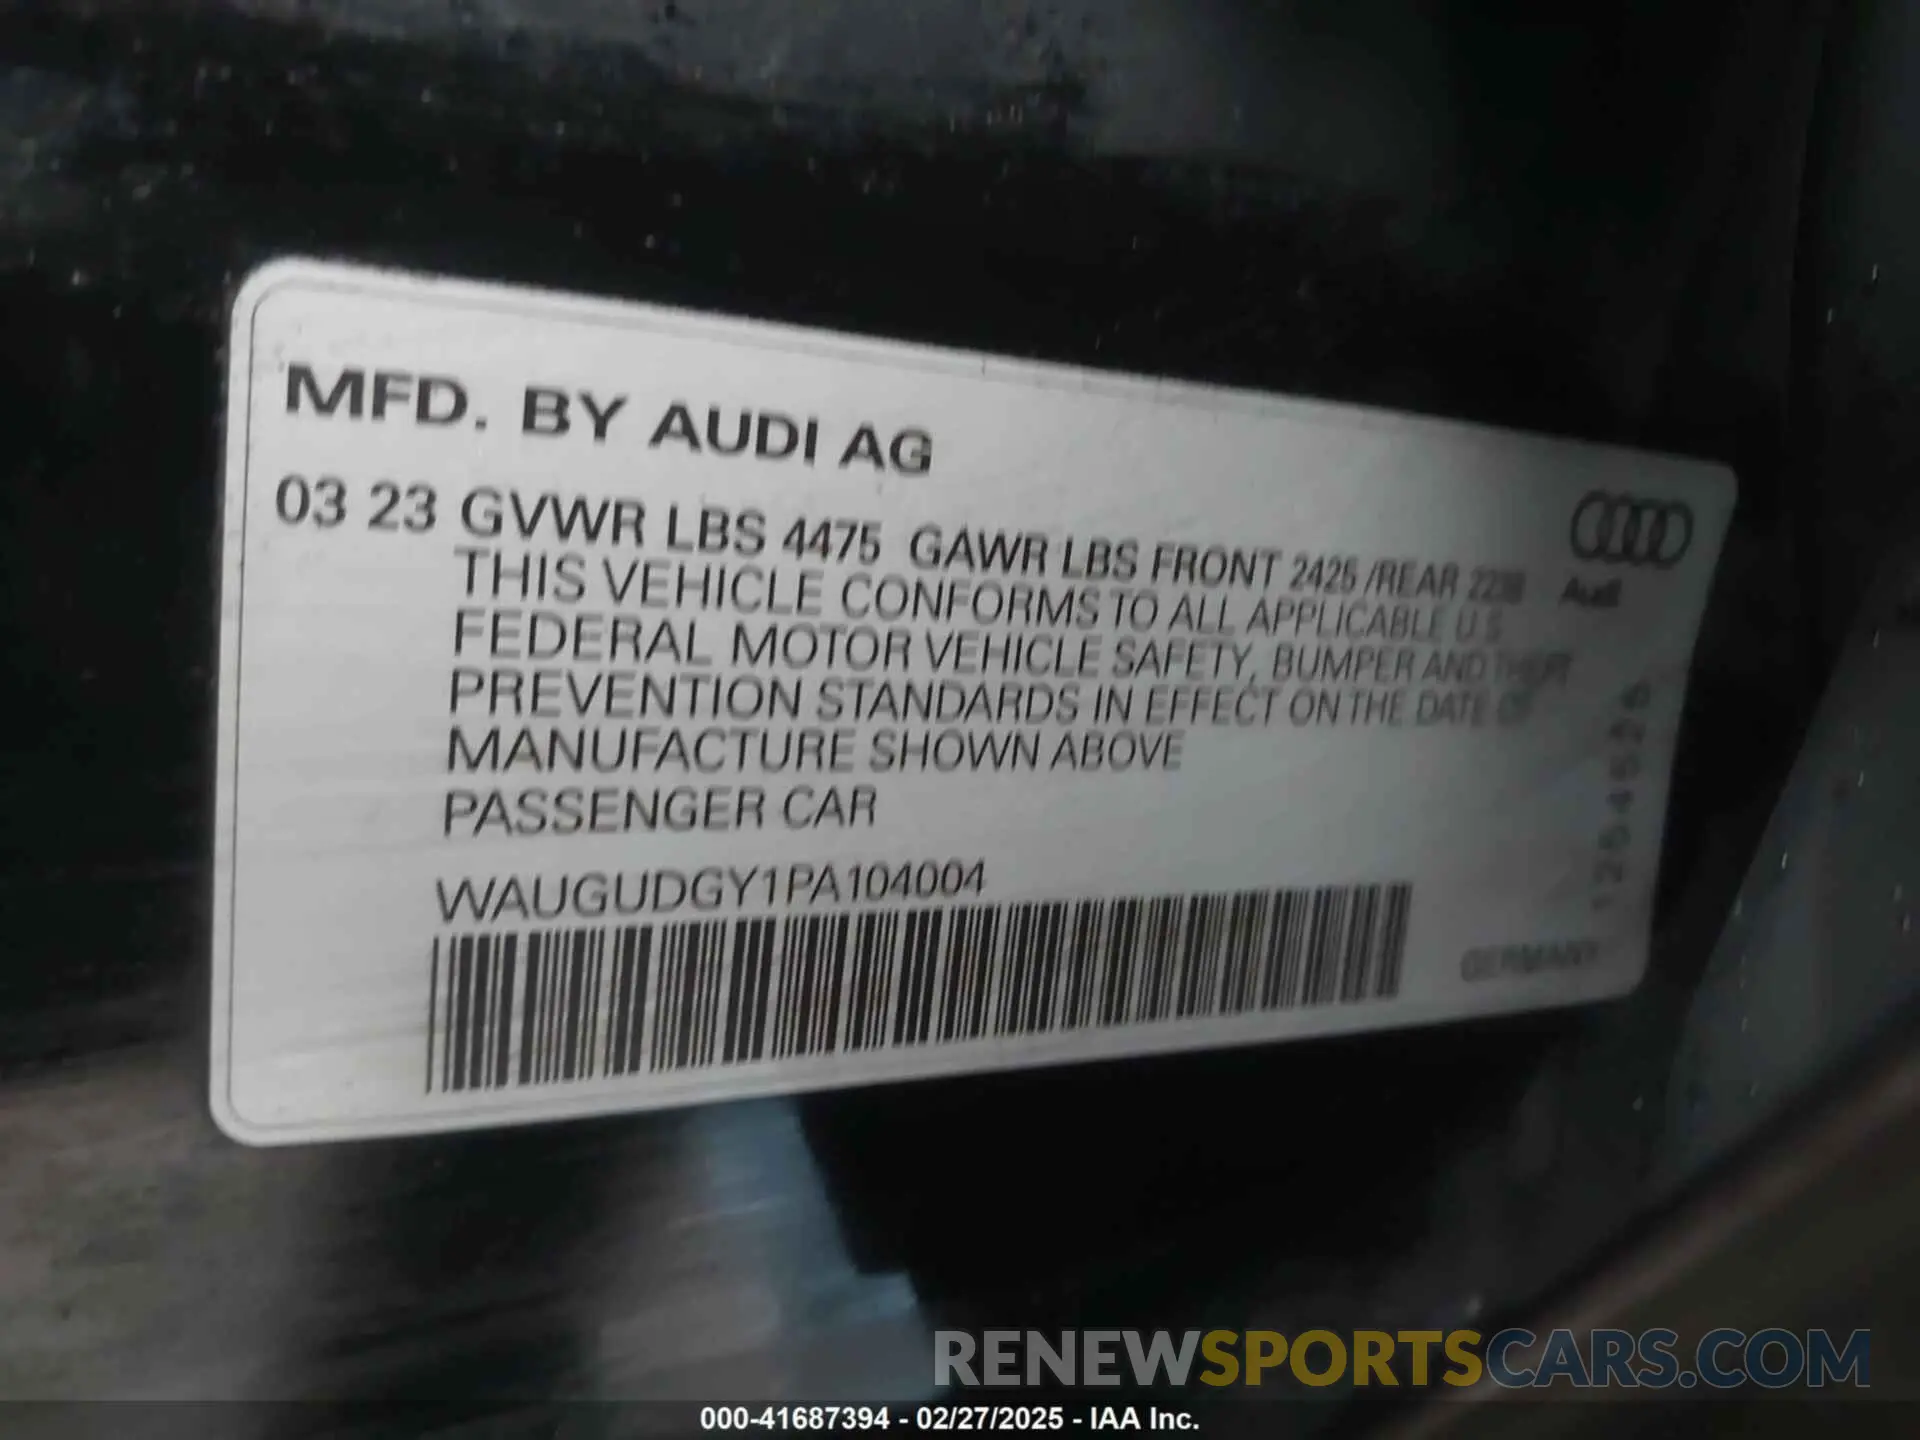 MFD. BY AUDI AG
03 23 GVWR LBS 4475 GAWR LBS FRONT 2425 /REAR
THIS VEHICLE CONFORMS TO ALL APPLICABLE U.S.
FEDERAL MOTOR VEHICLE SAFETY, BUMPER AND THEFT
PREVENTION STANDARDS IN EFFECT ON THE DATE OF
MANUFACTURE SHOWN ABOVE
PASSENGER CAR
WAUGUDGY1PA104004
Audi
GERMANY
RENEWSPORTSCARS.COM
000-41687394 - 02/27/2025 - IAA Inc.